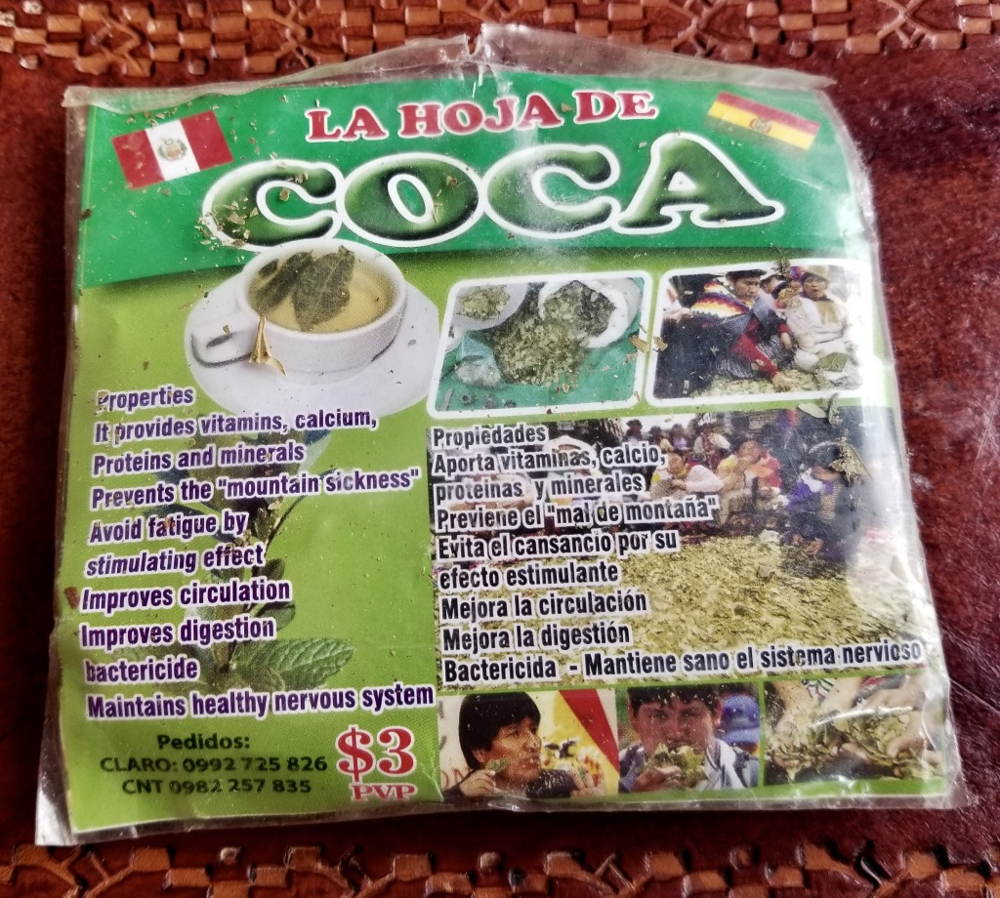 LA HOJA DE
COCA
Properties
It provides vitamins, calcium,
Proteins and minerals
Prevents the "mountain sickness"
Avoid fatigue by
stimulating effect
Improves circulation
Improves digestion
bactericide
Maintains healthy nervous system
Propiedades
Aporta vitaminas, calcio,
proteinas y minerales
Previene el "mal de montaña"
Evita el cansancio por su
efecto estimulante
Mejora la circulación
Mejora la digestión
Bactericida - Mantiene sano el sistema nervioso
Pedidos:
CLARO: 0992 725 826
CNT 0982 257 835
$3
PVP